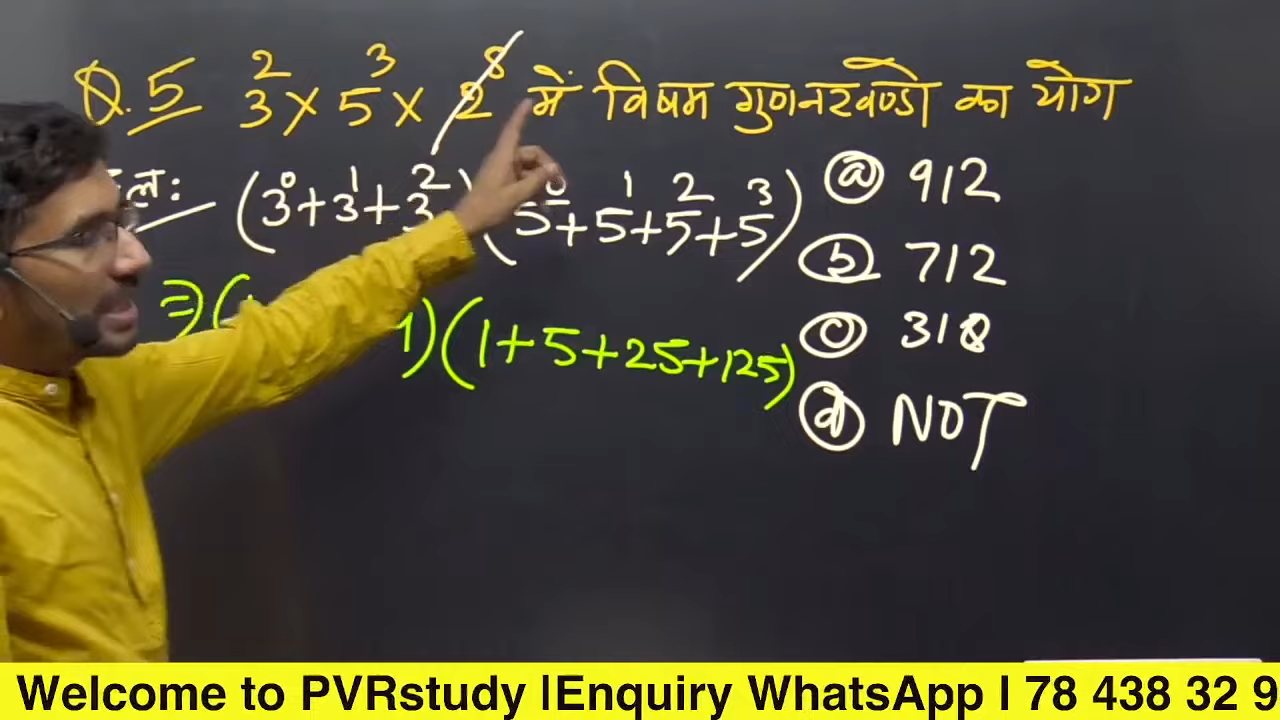 Q.5 3² × 5³ × 2⁸ में विषम गुणनखण्डो का योग
हल: (3⁰+3¹+3²)(5⁰+5¹+5²+5³)
⇒ (1+5+25+125)
ⓐ 912
ⓑ 712
ⓒ 318
ⓓ NOT
Welcome to PVRstudy |Enquiry WhatsApp | 78 438 32 9